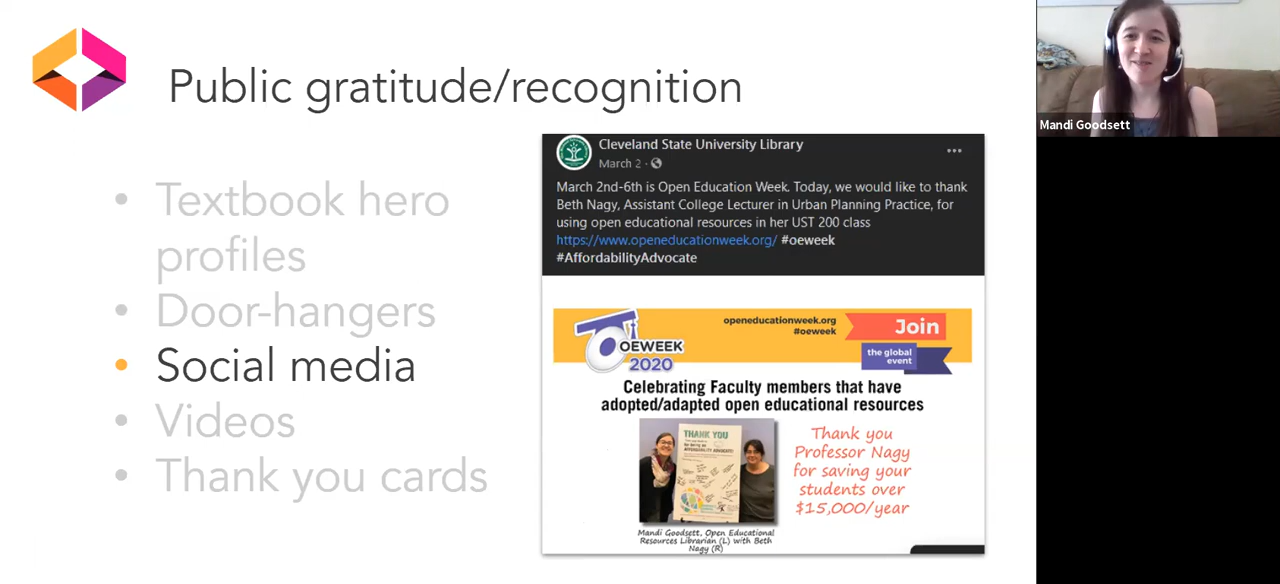 Public gratitude/recognition
Textbook hero
profiles
Door-hangers
Social media
Videos
Thank you cards
Cleveland State University Library
March 2
March 2nd-6th is Open Education Week. Today, we would like to thank
Beth Nagy, Assistant College Lecturer in Urban Planning Practice, for
using open educational resources in her UST 200 class
https://www.openeducationweek.org/ #oeweek
#AffordabilityAdvocate
OEWEEK
2020
openeducationweek.org
#oeweek
Join
the global
event
Celebrating Faculty members that have
adopted/adapted open educational resources
THANK YOU
Thank you
Professor Nagy
for saving your
students over
$15,000/year
Mandi Goodsett, Open Educational
Resources Librarian (L) with Beth
Nagy (R)
Mandi Goodsett